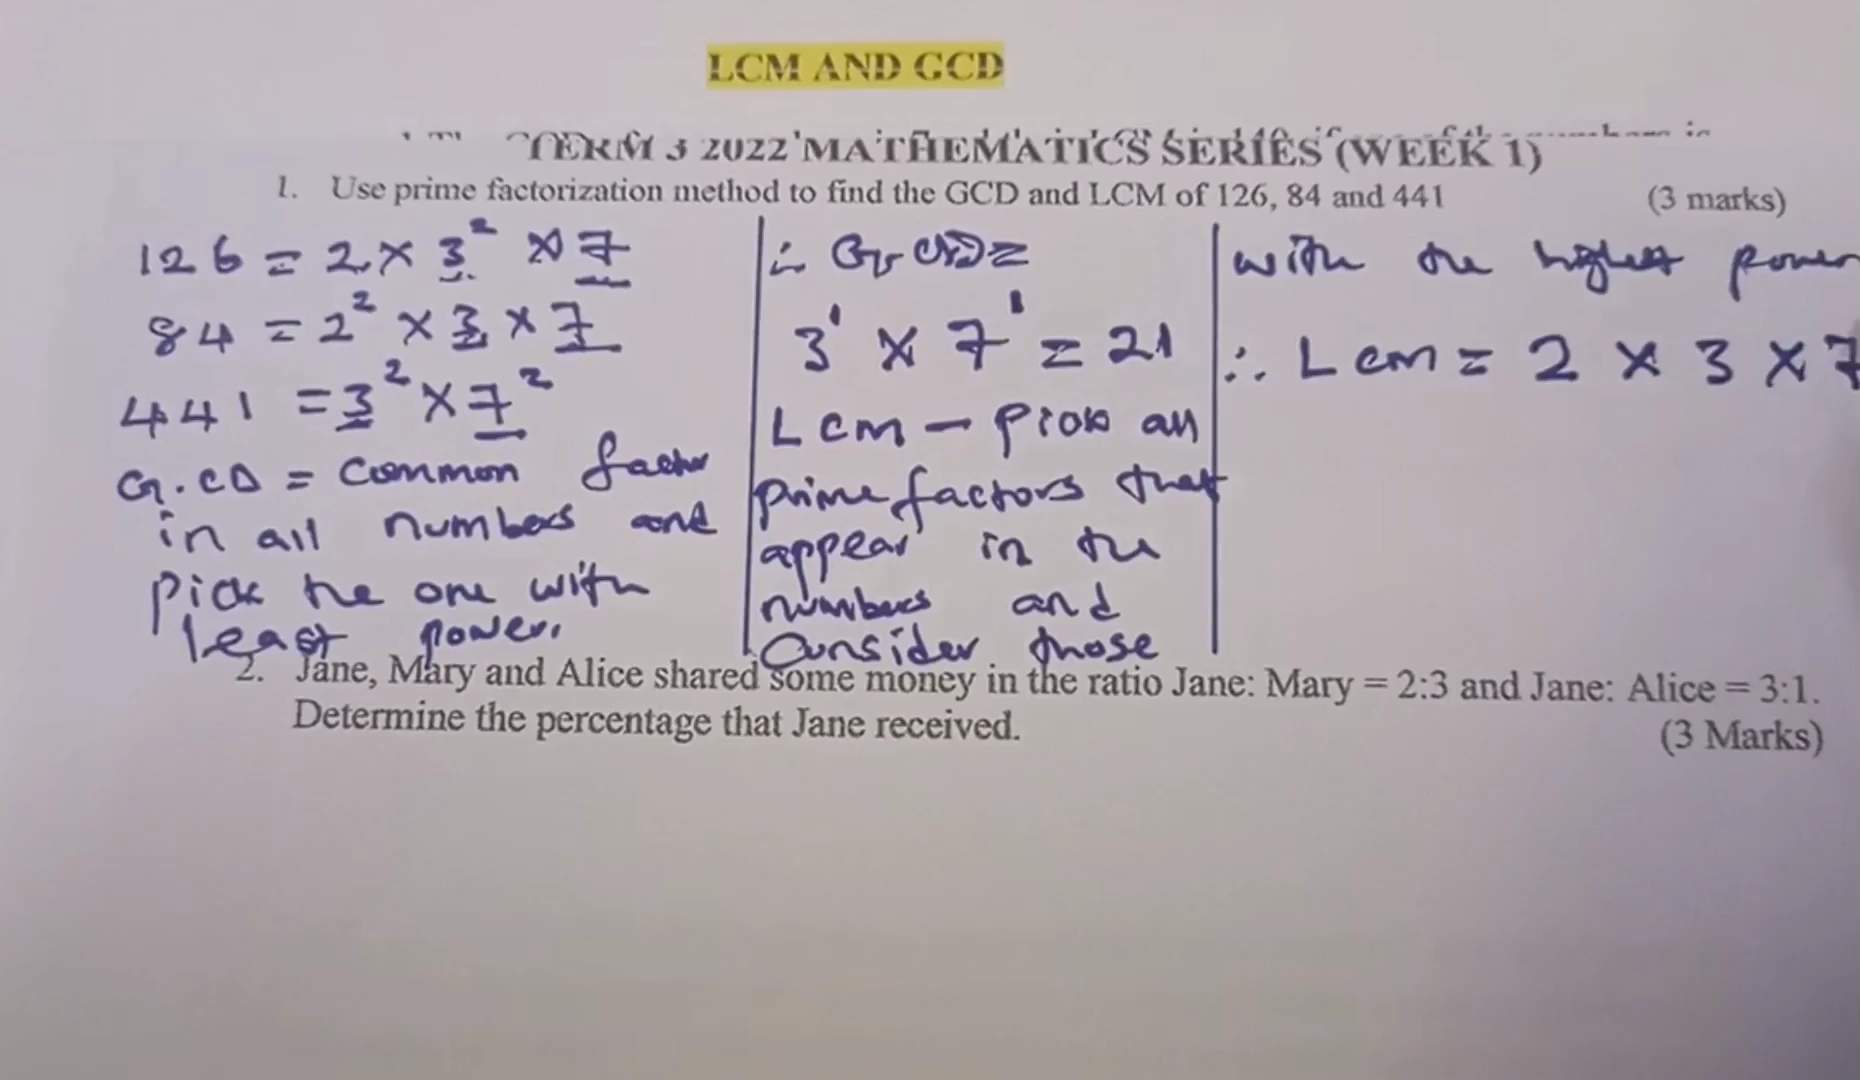 LCM AND GCD
TERM 3 2022 MATHEMATICS SERIES (WEEK 1)
1. Use prime factorization method to find the GCD and LCM of 126, 84 and 441 (3 marks)
126 = 2 × 3² × 7
84 = 2² × 3 × 7
441 = 3² × 7²
G.CD = Common factor
in all numbers and
Pick the one with
least power.
∴ G.CD =
3¹ × 7¹ = 21
LCM – Pick all
prime factors that
appear in the
numbers and
Consider those
with the highest power
∴ LCM = 2 × 3 × 7
2. Jane, Mary and Alice shared some money in the ratio Jane: Mary = 2:3 and Jane: Alice = 3:1.
Determine the percentage that Jane received.
(3 Marks)